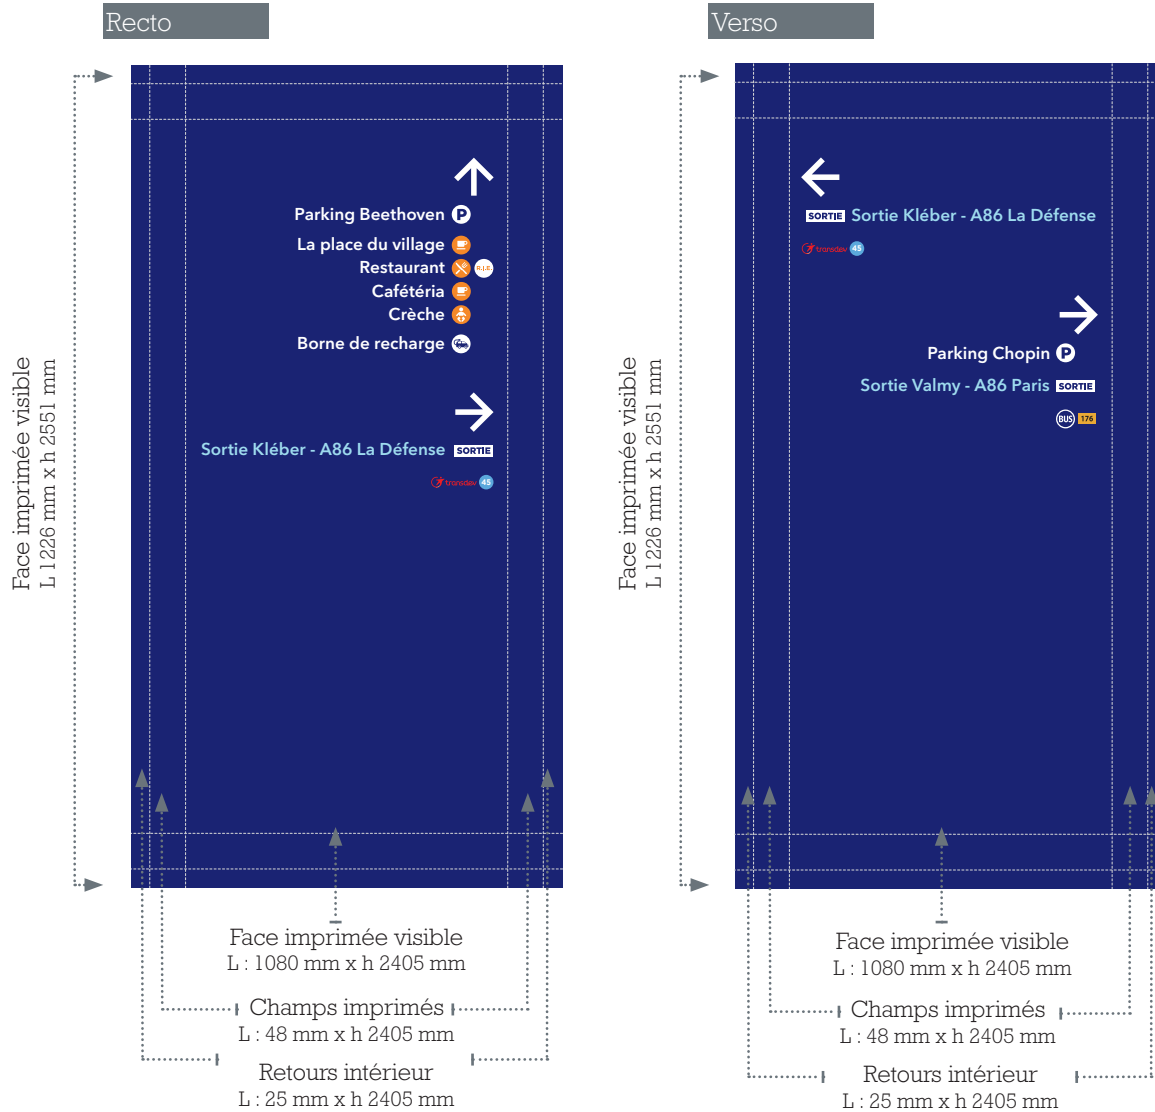 Recto
Parking Beethoven P
La place du village
Restaurant R.I.E.
Cafétéria
Crèche
Borne de recharge
Sortie Kléber - A86 La Défense SORTIE
transdev 45
Face imprimée visible
L 1226 mm x h 2551 mm
Face imprimée visible
L : 1080 mm x h 2405 mm
Champs imprimés
L : 48 mm x h 2405 mm
Retours intérieur
L : 25 mm x h 2405 mm
Verso
SORTIE Sortie Kléber - A86 La Défense
transdev 45
Parking Chopin P
Sortie Valmy - A86 Paris SORTIE
BUS 176
Face imprimée visible
L 1226 mm x h 2551 mm
Face imprimée visible
L : 1080 mm x h 2405 mm
Champs imprimés
L : 48 mm x h 2405 mm
Retours intérieur
L : 25 mm x h 2405 mm